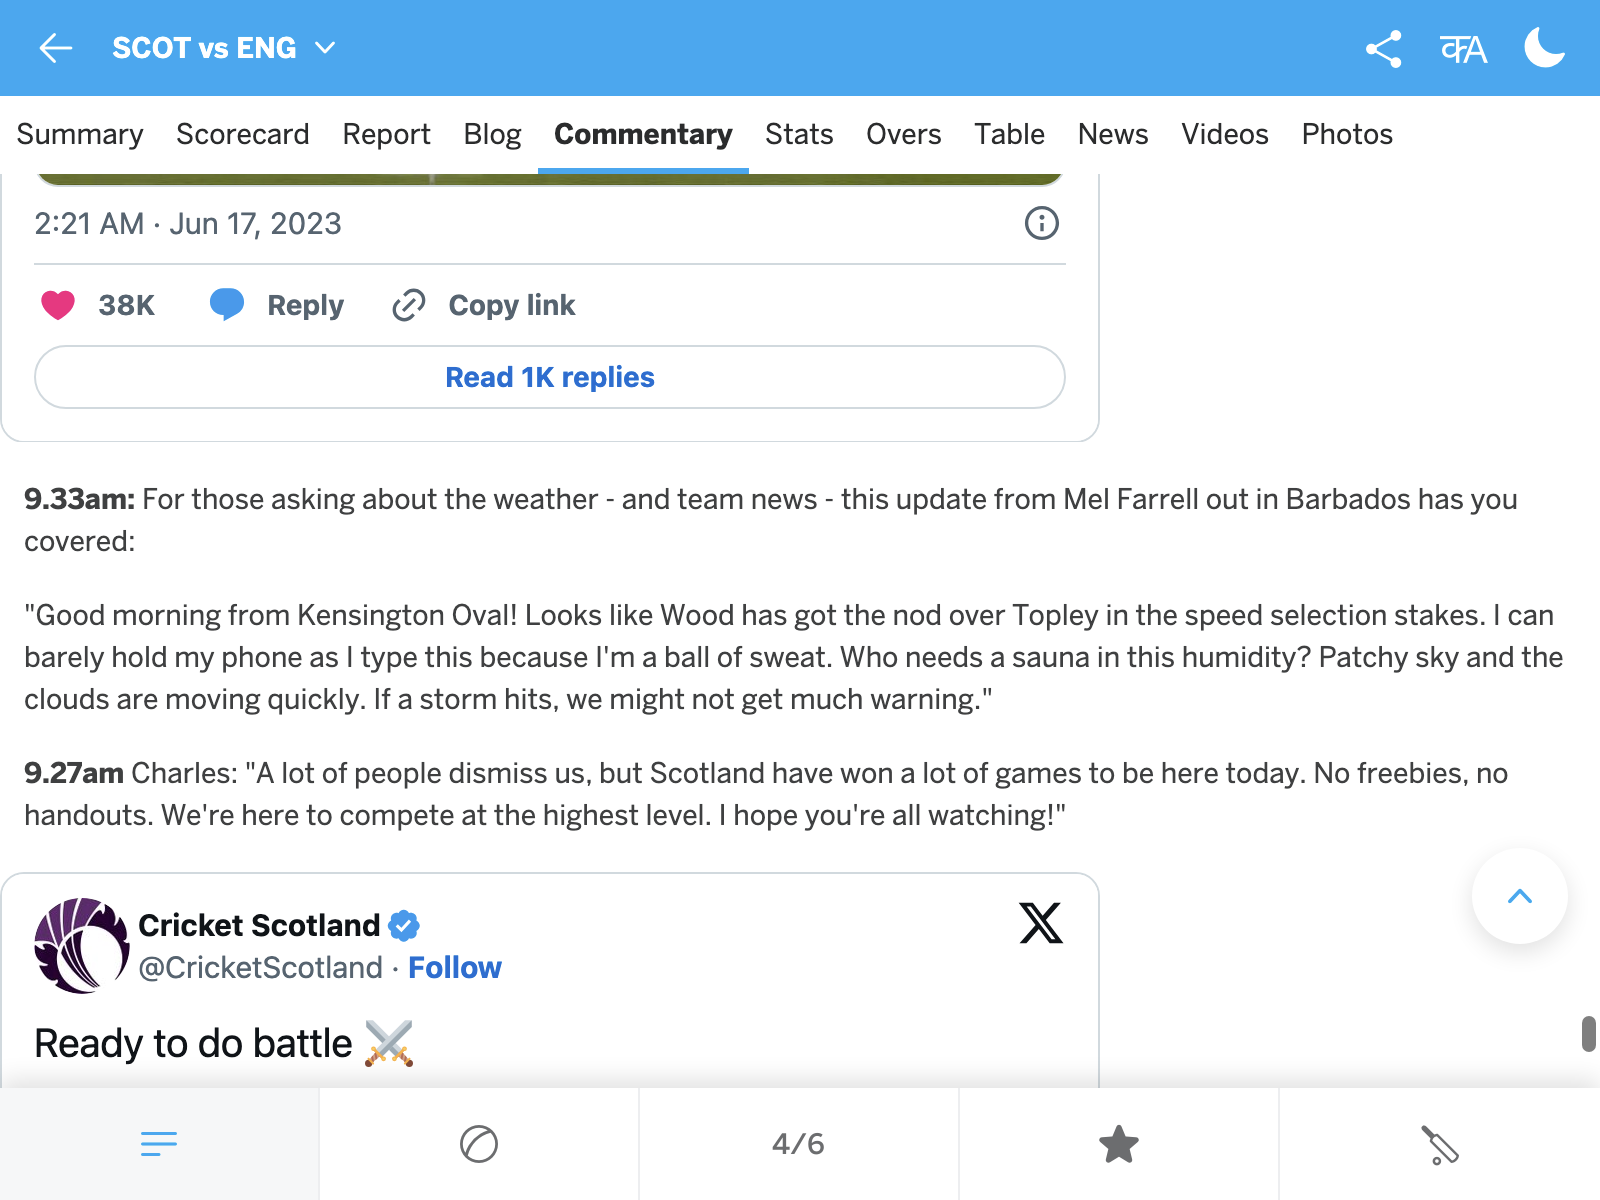 SCOT vs ENG
कA
Summary Scorecard Report Blog Commentary Stats Overs Table News Videos Photos
2:21 AM · Jun 17, 2023
38K Reply Copy link
Read 1K replies
9.33am: For those asking about the weather - and team news - this update from Mel Farrell out in Barbados has you
covered:
"Good morning from Kensington Oval! Looks like Wood has got the nod over Topley in the speed selection stakes. I can
barely hold my phone as I type this because I'm a ball of sweat. Who needs a sauna in this humidity? Patchy sky and the
clouds are moving quickly. If a storm hits, we might not get much warning."
9.27am Charles: "A lot of people dismiss us, but Scotland have won a lot of games to be here today. No freebies, no
handouts. We're here to compete at the highest level. I hope you're all watching!"
Cricket Scotland
@CricketScotland · Follow
Ready to do battle ⚔️
4/6